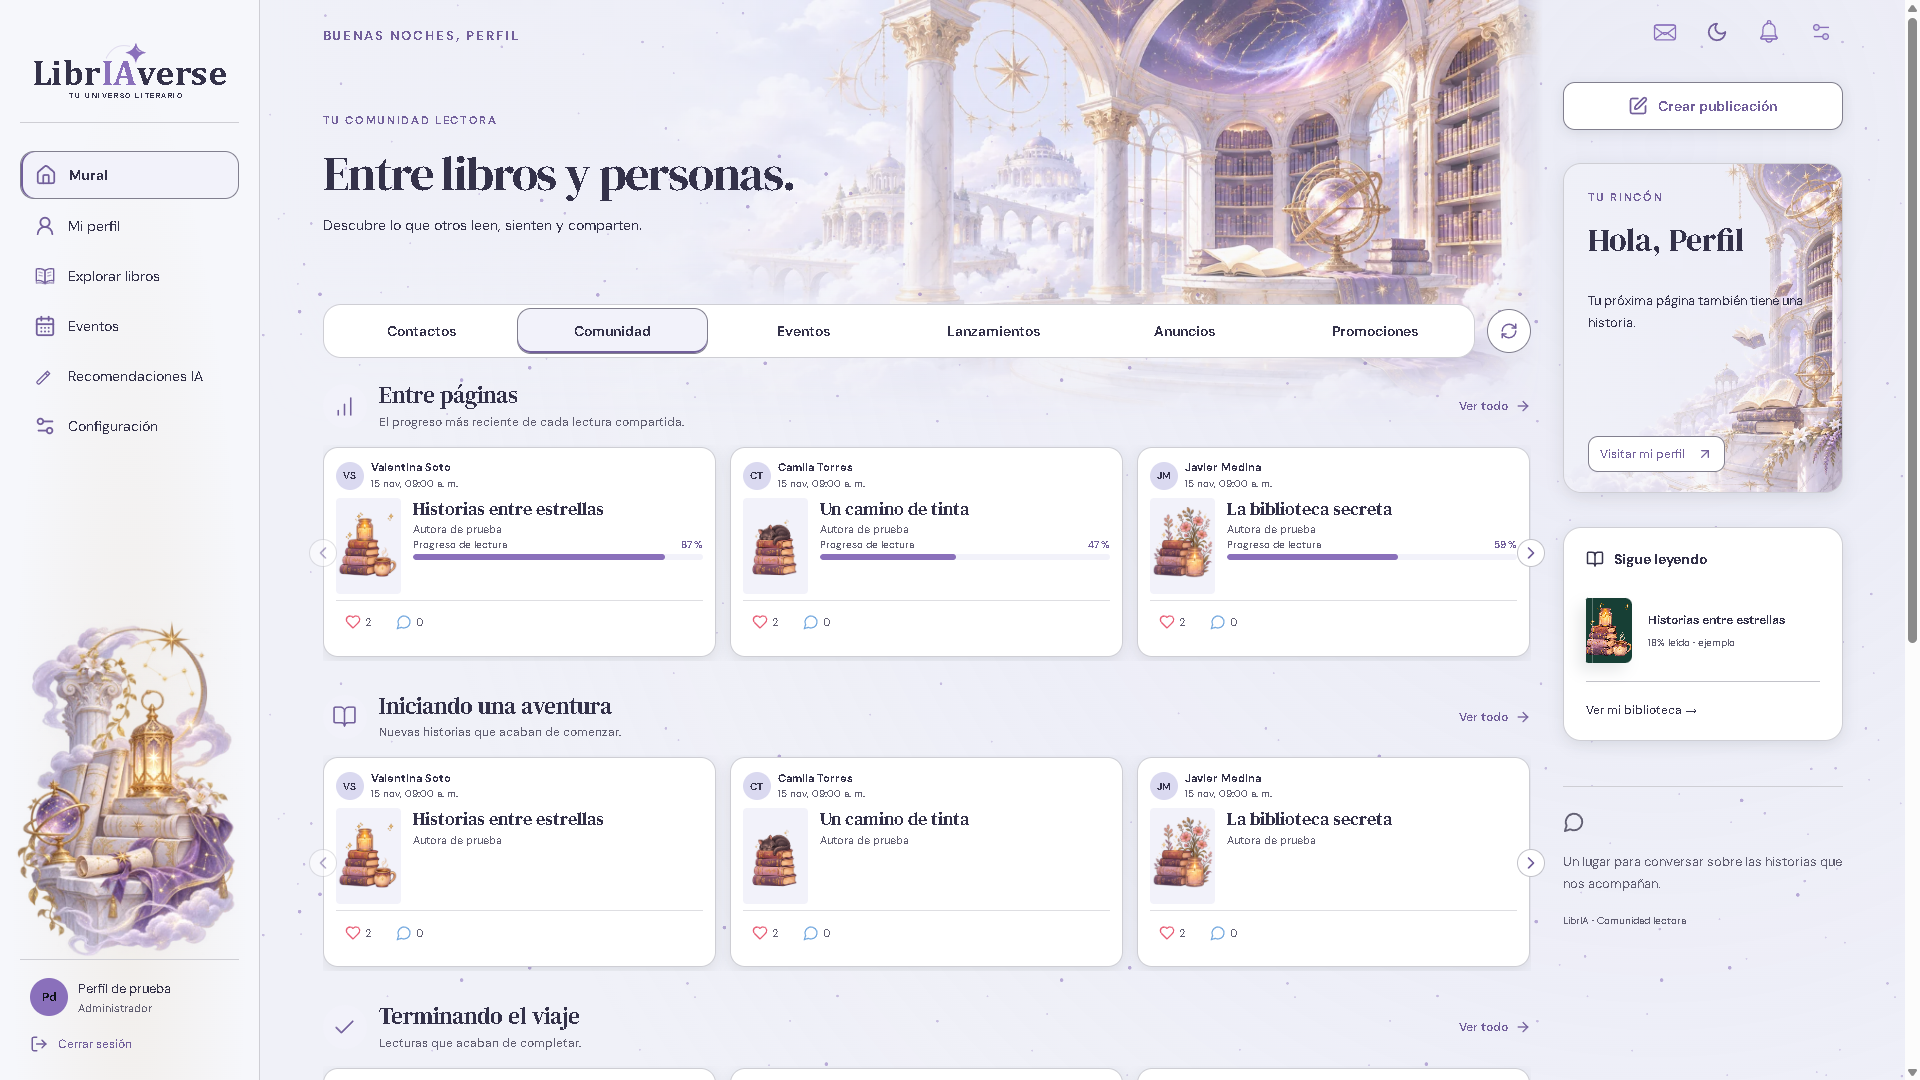 LibrIAverse
TU UNIVERSO LITERARIO
Mural
Mi perfil
Explorar libros
Eventos
Recomendaciones IA
Configuración
Pd
Perfil de prueba
Administrador
Cerrar sesión
BUENAS NOCHES, PERFIL
TU COMUNIDAD LECTORA
Entre libros y personas.
Descubre lo que otros leen, sienten y comparten.
Contactos
Comunidad
Eventos
Lanzamientos
Anuncios
Promociones
Entre páginas
El progreso más reciente de cada lectura compartida.
Ver todo
VS
Valentina Soto
15 nov, 09:00 a. m.
Historias entre estrellas
Autora de prueba
Progreso de lectura
87%
2
0
CT
Camila Torres
15 nov, 09:00 a. m.
Un camino de tinta
Autora de prueba
Progreso de lectura
47%
2
0
JM
Javier Medina
15 nov, 09:00 a. m.
La biblioteca secreta
Autora de prueba
Progreso de lectura
59%
2
0
Iniciando una aventura
Nuevas historias que acaban de comenzar.
Ver todo
VS
Valentina Soto
15 nov, 09:00 a. m.
Historias entre estrellas
Autora de prueba
2
0
CT
Camila Torres
15 nov, 09:00 a. m.
Un camino de tinta
Autora de prueba
2
0
JM
Javier Medina
15 nov, 09:00 a. m.
La biblioteca secreta
Autora de prueba
2
0
Terminando el viaje
Lecturas que acaban de completar.
Ver todo
Crear publicación
TU RINCÓN
Hola, Perfil
Tu próxima página también tiene una
historia.
Visitar mi perfil
Sigue leyendo
Historias entre estrellas
18% leído · ejemplo
Ver mi biblioteca →
Un lugar para conversar sobre las historias que
nos acompañan.
LibrIA · Comunidad lectora